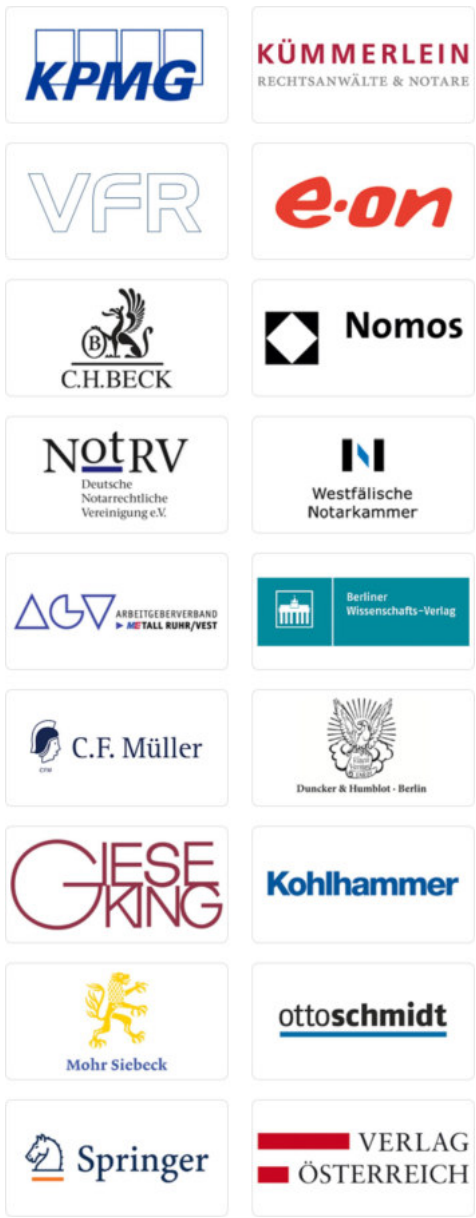 KPMG
KÜMMERLEIN
RECHTSANWÄLTE & NOTARE
VFR
e·on
B
C.H.BECK
Nomos
NotRV
Deutsche
Notarrechtliche
Vereinigung e.V.
N
Westfälische
Notarkammer
AGV
ARBEITGEBERVERBAND
METALL RUHR/VEST
Berliner
Wissenschafts-Verlag
CFM
C.F. Müller
Duncker & Humblot · Berlin
GIESE
KING
Kohlhammer
Mohr Siebeck
ottoschmidt
Springer
VERLAG
ÖSTERREICH